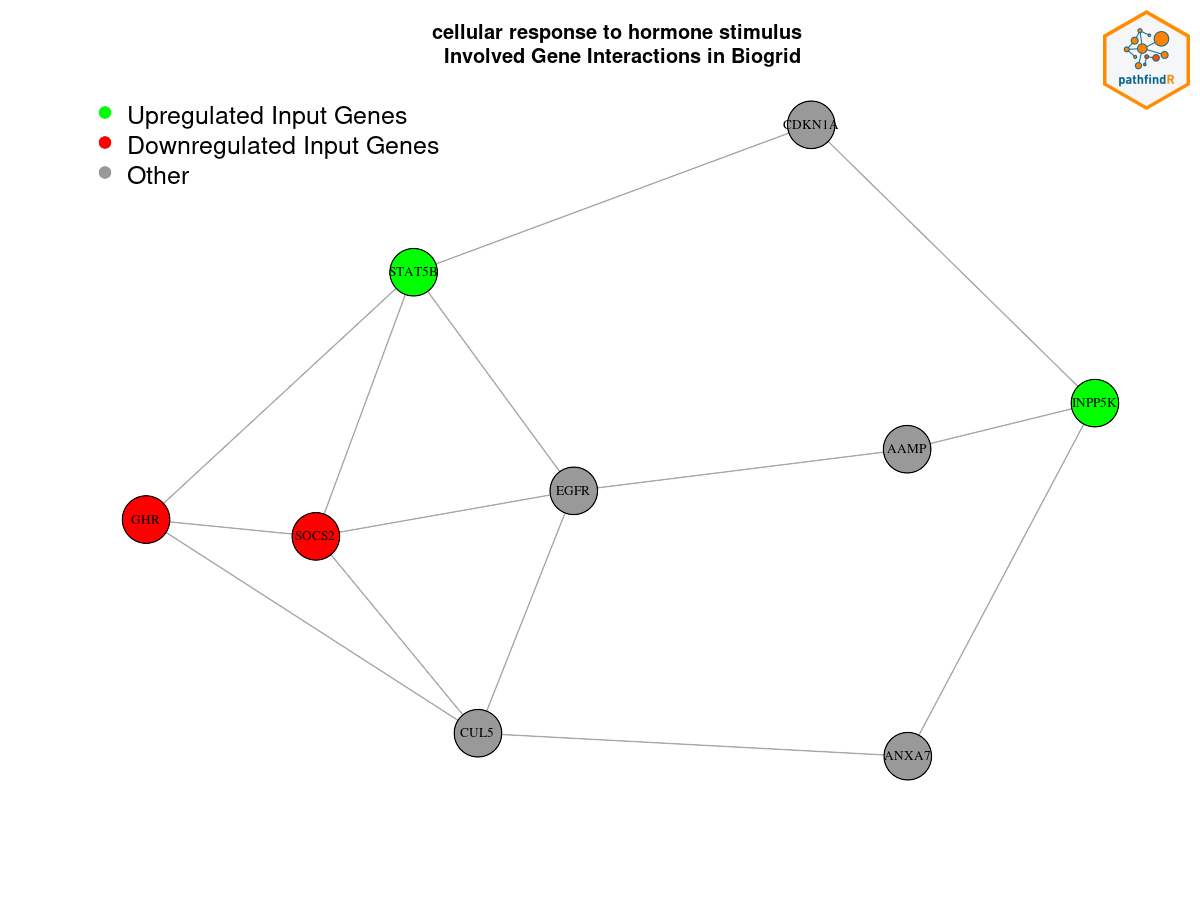 cellular response to hormone stimulus
Involved Gene Interactions in Biogrid
pathfindR
Upregulated Input Genes
Downregulated Input Genes
Other
CDKN1A
STAT5B
INPP5K
AAMP
EGFR
GHR
SOCS2
CUL5
ANXA7